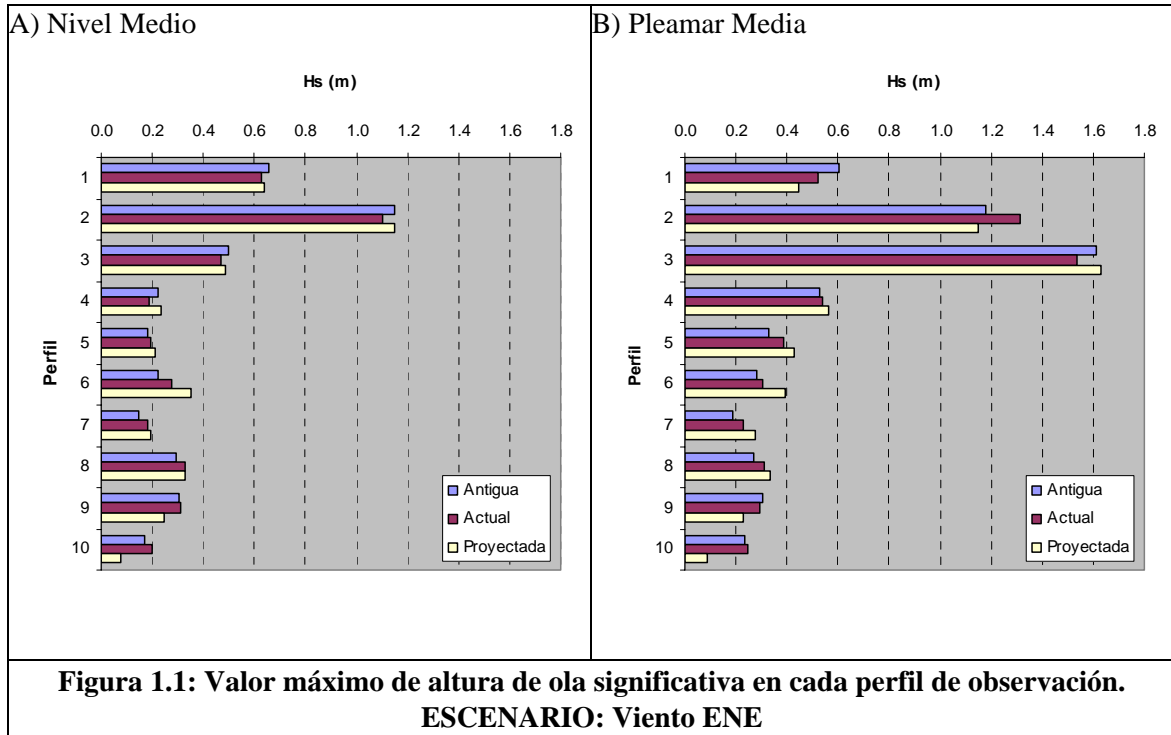 A) Nivel Medio
Hs (m)
0.0 0.2 0.4 0.6 0.8 1.0 1.2 1.4 1.6 1.8
Perfil
1
2
3
4
5
6
7
8
9
10
Antigua
Actual
Proyectada
B) Pleamar Media
Hs (m)
0.0 0.2 0.4 0.6 0.8 1.0 1.2 1.4 1.6 1.8
Perfil
1
2
3
4
5
6
7
8
9
10
Antigua
Actual
Proyectada
Figura 1.1: Valor máximo de altura de ola significativa en cada perfil de observación.
ESCENARIO: Viento ENE